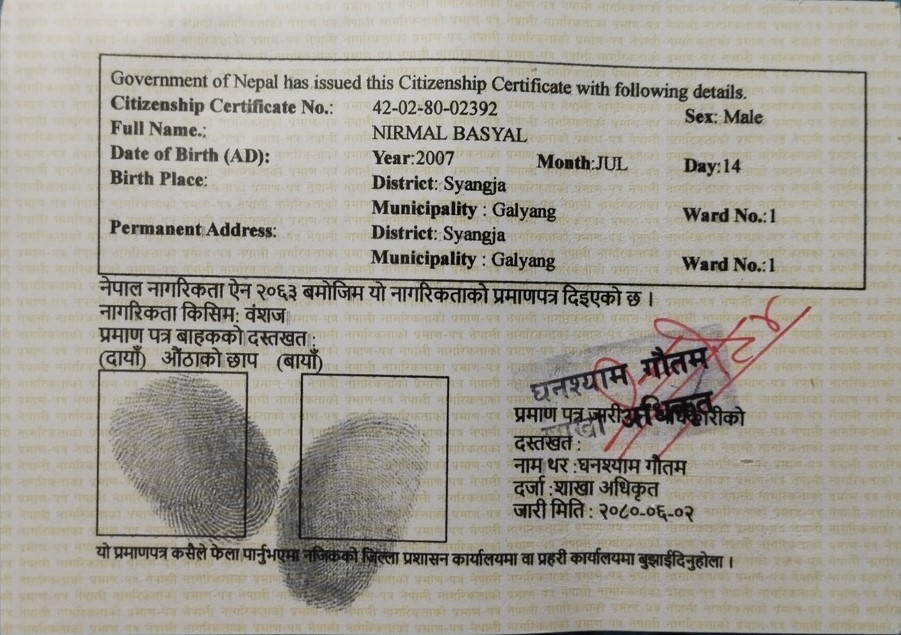 Government of Nepal has issued this Citizenship Certificate with following details.
Citizenship Certificate No.: 42-02-80-02392 Sex: Male
Full Name.: NIRMAL BASYAL
Date of Birth (AD): Year:2007 Month:JUL Day:14
Birth Place: District: Syangja
Municipality : Galyang Ward No.:1
Permanent Address: District: Syangja
Municipality : Galyang Ward No.:1
नेपाल नागरिकता ऐन २०६३ बमोजिम यो नागरिकताको प्रमाणपत्र दिइएको छ ।
नागरिकता किसिम: वंशज
प्रमाण पत्र बाहकको दस्तखत :
(दायाँ) औंठाको छाप (बायाँ)
घनश्याम गौतम
शाखा अधिकृत
प्रमाण पत्र जारी
दस्तखत :
नाम थर :घनश्याम गौतम
दर्जा :शाखा अधिकृत
जारी मिति : २०८०-०६-०२
यो प्रमाणपत्र कसैले फेला पार्नुभएमा नजिकको जिल्ला प्रशासन कार्यालयमा वा प्रहरी कार्यालयमा बुझाईदिनुहोला ।